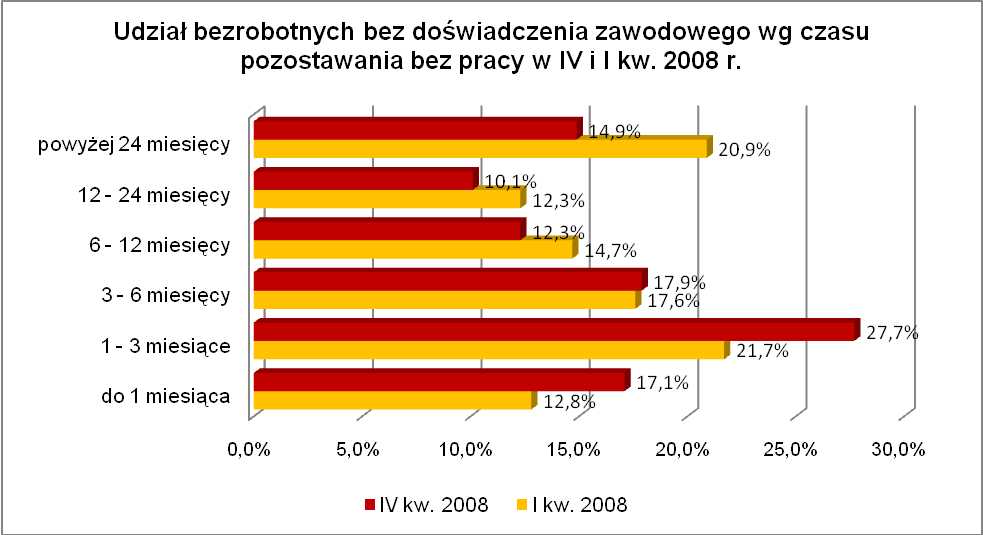 Udział bezrobotnych bez doświadczenia zawodowego wg czasu
pozostawania bez pracy w IV i I kw. 2008 r.
powyżej 24 miesięcy
14,9%
20,9%
12 - 24 miesięcy
10,1%
12,3%
6 - 12 miesięcy
12,3%
14,7%
3 - 6 miesięcy
17,9%
17,6%
1 - 3 miesiące
27,7%
21,7%
do 1 miesiąca
17,1%
12,8%
0,0% 5,0% 10,0% 15,0% 20,0% 25,0% 30,0%
IV kw. 2008 I kw. 2008